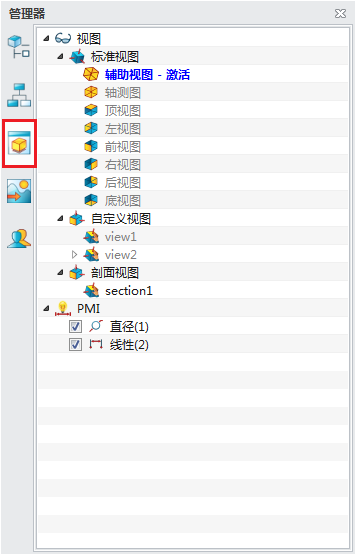 管理器
视图
标准视图
辅助视图 - 激活
轴测图
顶视图
左视图
前视图
右视图
后视图
底视图
自定义视图
view1
view2
剖面视图
section1
PMI
直径(1)
线性(2)